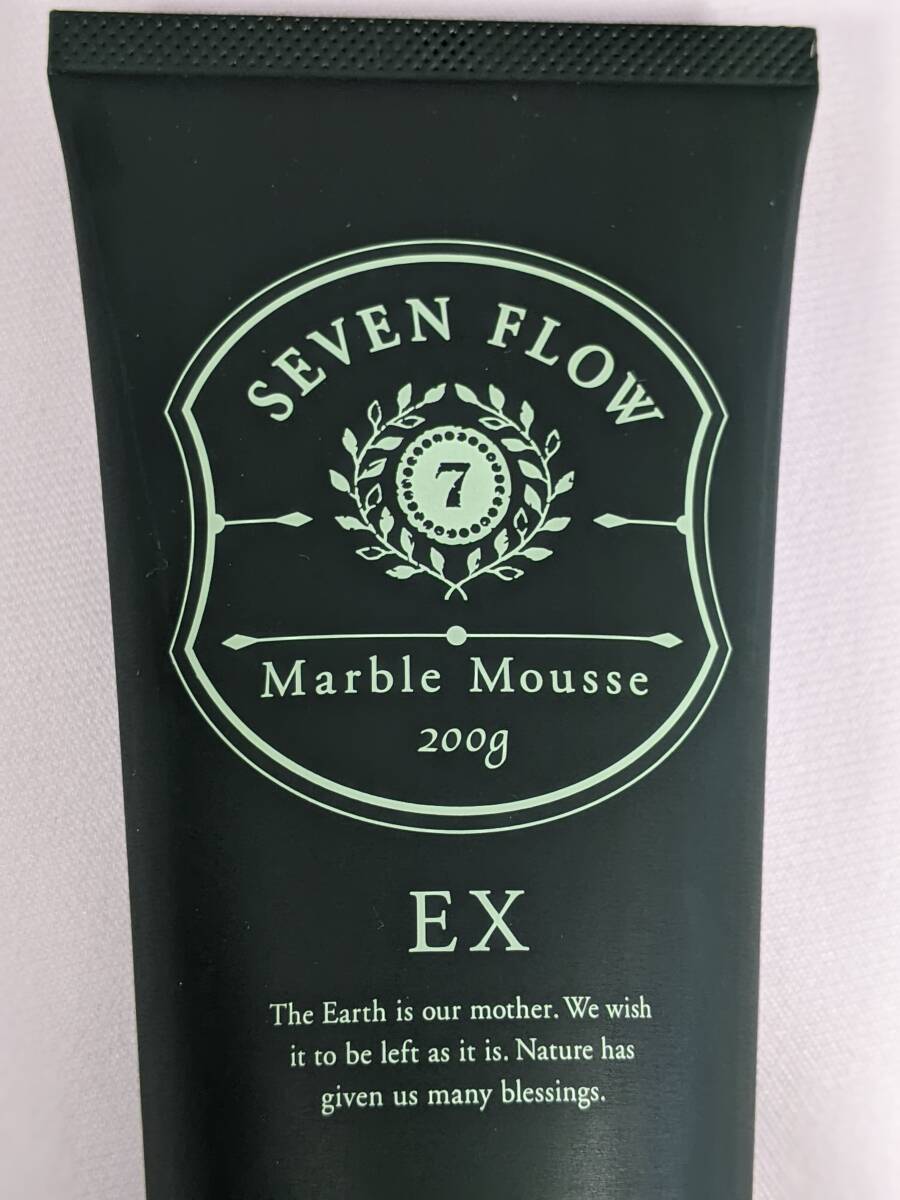 SEVEN FLOW
7
Marble Mousse
200g
EX
The Earth is our mother. We wish
it to be left as it is. Nature has
given us many blessings.